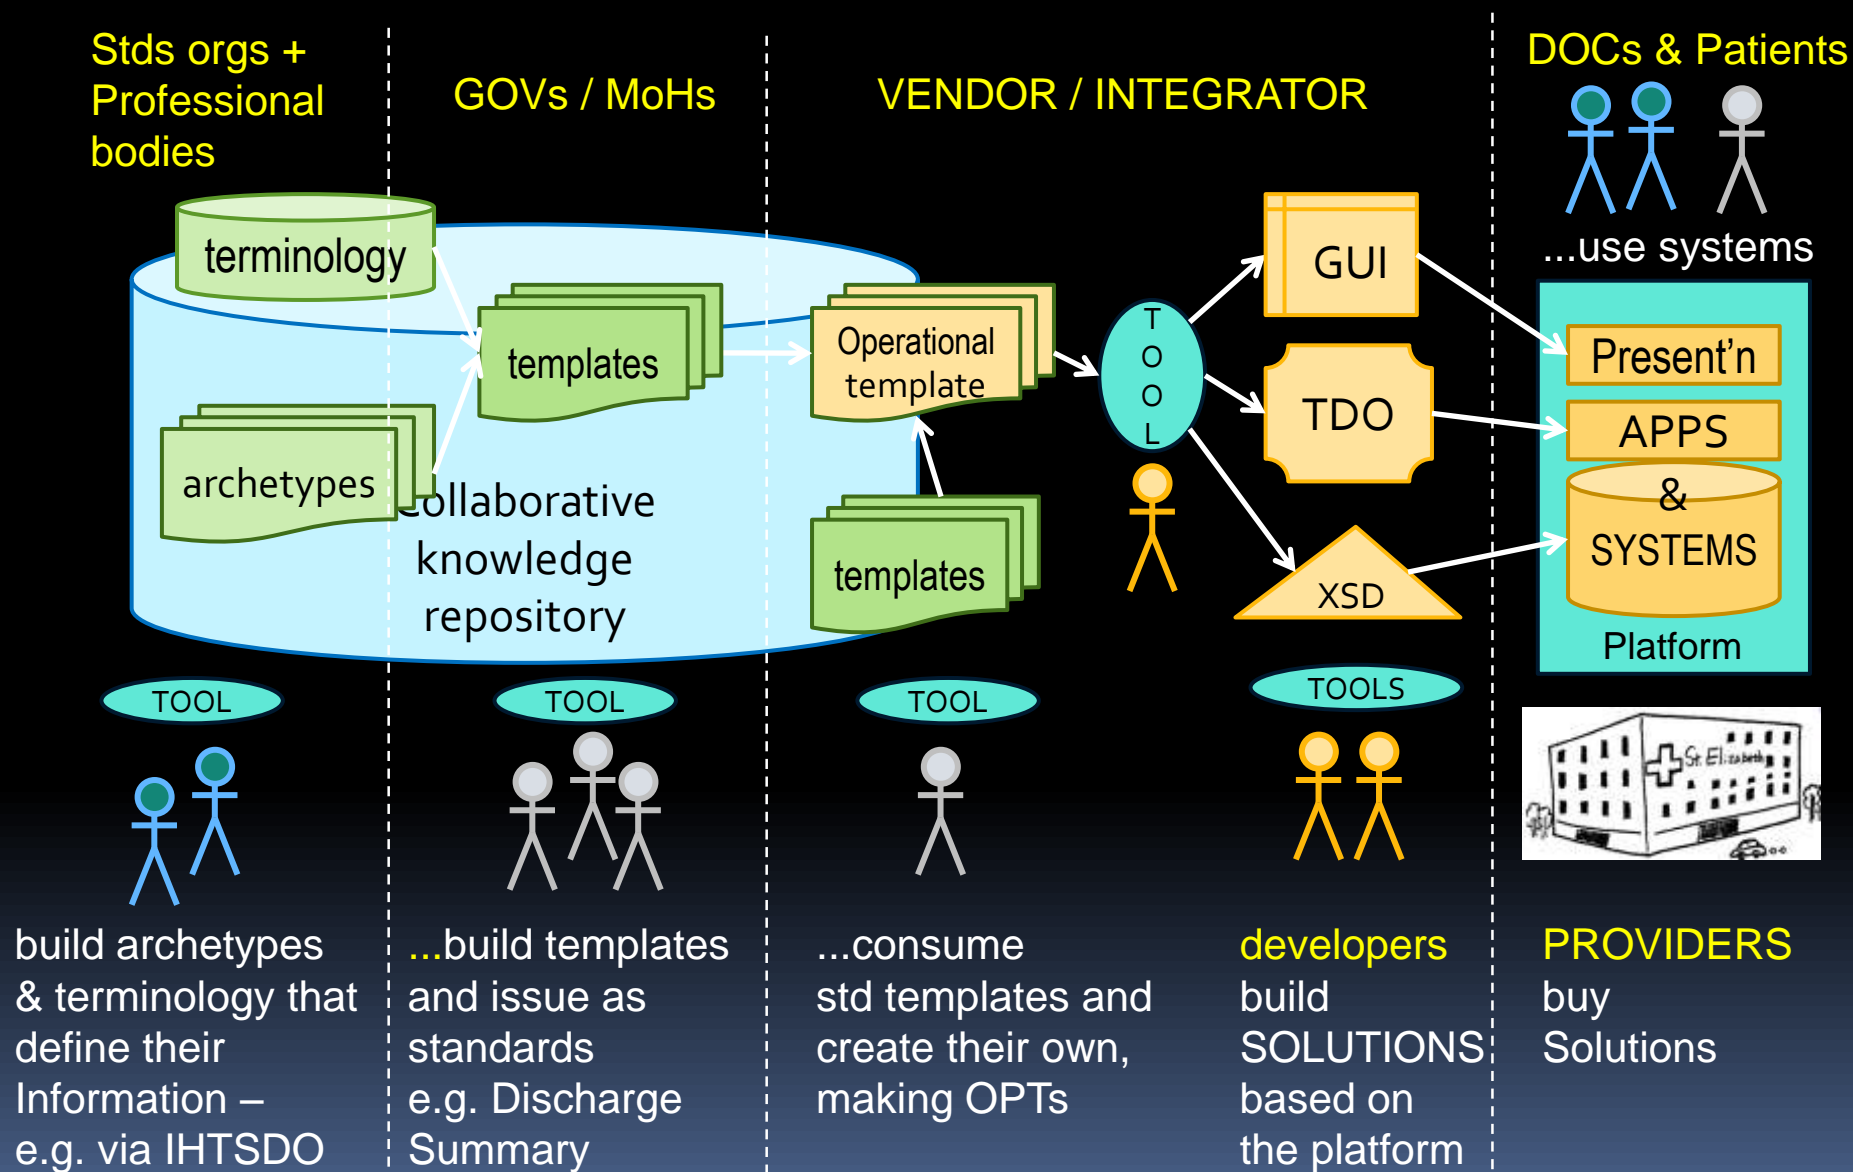 Stds orgs +
Professional
bodies
GOVs / MoHs
VENDOR / INTEGRATOR
DOCs & Patients
...use systems
terminology
archetypes
templates
Collaborative
knowledge
repository
Operational
template
templates
T
O
O
L
GUI
TDO
XSD
Present'n
APPS
&
SYSTEMS
Platform
TOOL
TOOL
TOOL
TOOLS
St. Elizabeth
build archetypes
& terminology that
define their
Information –
e.g. via IHTSDO
...build templates
and issue as
standards
e.g. Discharge
Summary
...consume
std templates and
create their own,
making OPTs
developers
build
SOLUTIONS
based on
the platform
PROVIDERS
buy
Solutions